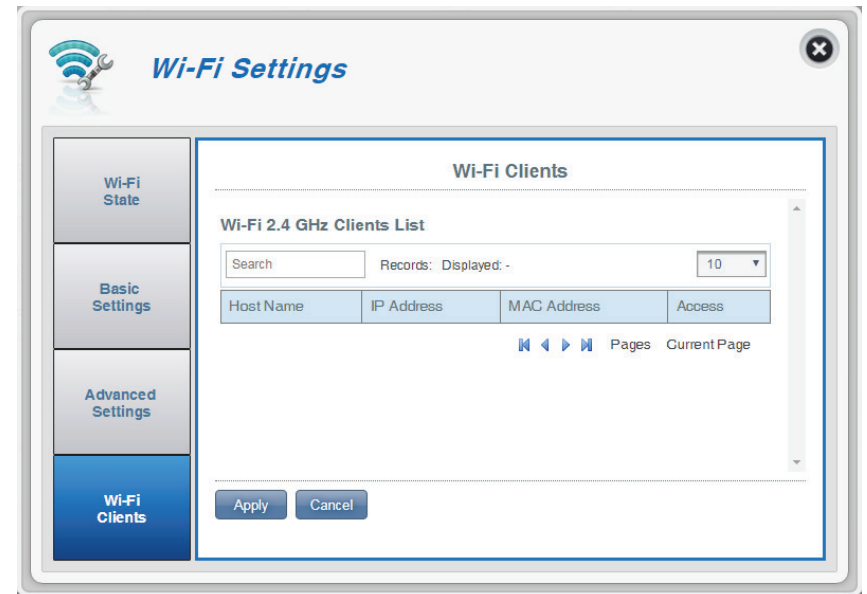 Wi-Fi Settings
Wi-Fi
State
Basic
Settings
Advanced
Settings
Wi-Fi
Clients
Wi-Fi Clients
Wi-Fi 2.4 GHz Clients List
Search Records: Displayed: - 10
Host Name IP Address MAC Address Access
Pages Current Page
Apply Cancel